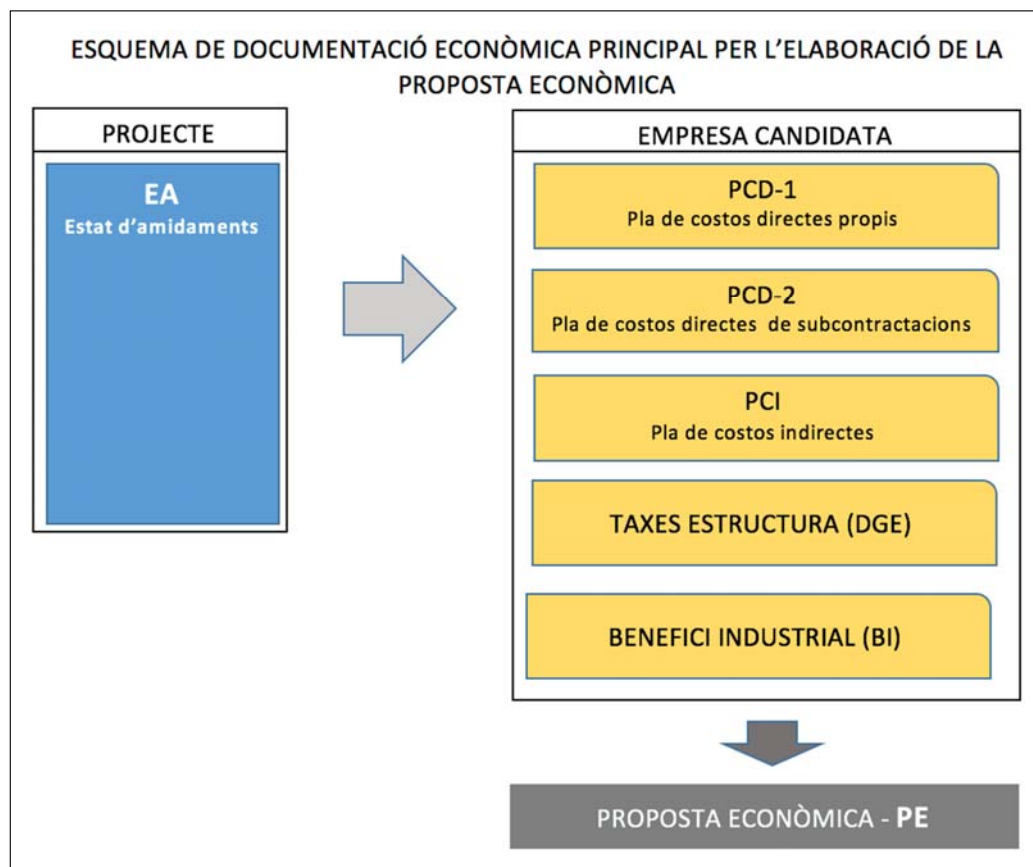 ESQUEMA DE DOCUMENTACIÓ ECONÒMICA PRINCIPAL PER L’ELABORACIÓ DE LA
PROPOSTA ECONÒMICA
PROJECTE
EA
Estat d’amidaments
EMPRESA CANDIDATA
PCD-1
Pla de costos directes propis
PCD-2
Pla de costos directes de subcontractacions
PCI
Pla de costos indirectes
TAXES ESTRUCTURA (DGE)
BENEFICI INDUSTRIAL (BI)
PROPOSTA ECONÒMICA - PE